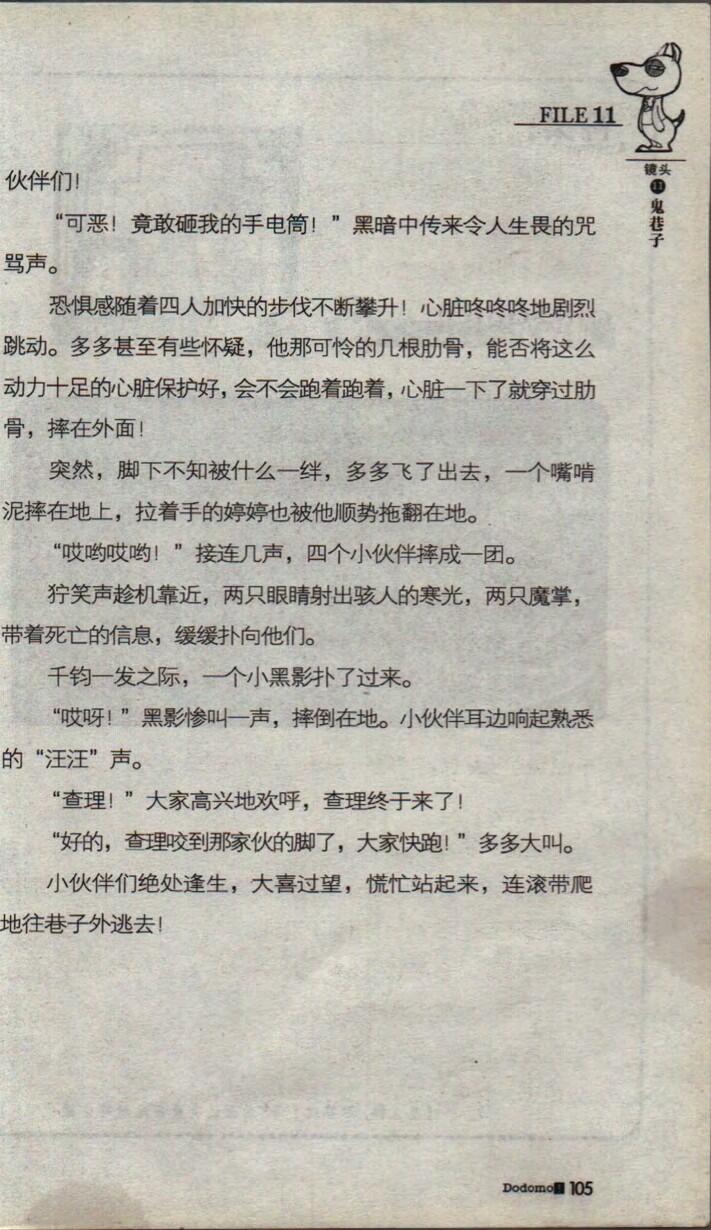 FILE 11
镜头
11
鬼巷子
伙伴们！
“可恶！竟敢砸我的手电筒！”黑暗中传来令人生畏的咒
骂声。
恐惧感随着四人加快的步伐不断攀升！心脏咚咚咚地剧烈
跳动。多多甚至有些怀疑，他那可怜的几根肋骨，能否将这么
动力十足的心脏保护好，会不会跑着跑着，心脏一下了就穿过肋
骨，摔在外面！
突然，脚下不知被什么一绊，多多飞了出去，一个嘴啃
泥摔在地上，拉着手的婷婷也被他顺势拖翻在地。
“哎哟哎哟！”接连几声，四个小伙伴摔成一团。
狞笑声趁机靠近，两只眼睛射出骇人的寒光，两只魔掌，
带着死亡的信息，缓缓扑向他们。
千钧一发之际，一个小黑影扑了过来。
“哎呀！”黑影惨叫一声，摔倒在地。小伙伴耳边响起熟悉
的“汪汪”声。
“查理！”大家高兴地欢呼，查理终于来了！
“好的，查理咬到那家伙的脚了，大家快跑！”多多大叫。
小伙伴们绝处逢生，大喜过望，慌忙站起来，连滚带爬
地往巷子外逃去！
Dodomo! 105